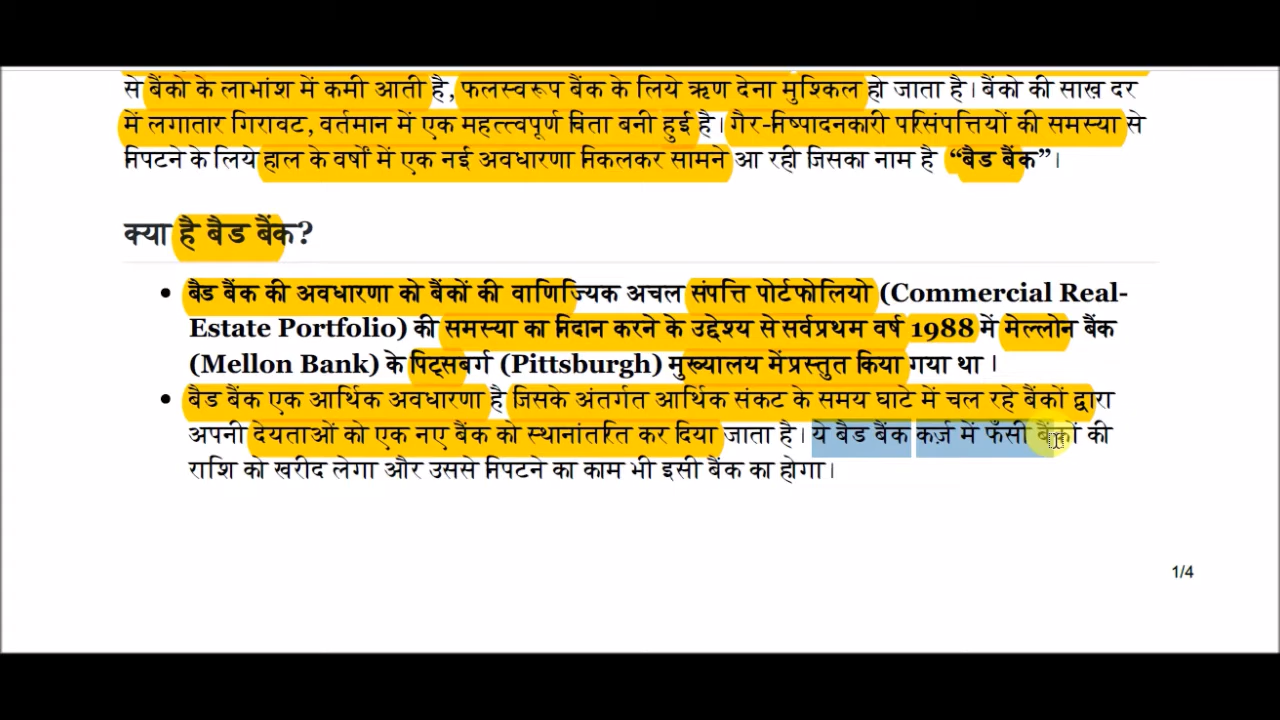 से बैंको के लाभांश में कमी आती है, फलस्वरूप बैंक के लिये ऋण देना मुश्किल हो जाता है। बैंको की साख़ दर
में लगातार गिरावट, वर्तमान में एक महत्त्वपूर्ण चिंता बनी हुई है। गैर-निष्पादनकारी परिसंपत्तियों की समस्या से
निपटने के लिये हाल के वर्षों में एक नई अवधारणा निकलकर सामने आ रही जिसका नाम है “बैड बैंक”।
क्या है बैड बैंक?
• बैड बैंक की अवधारणा को बैंकों की वाणिज्यिक अचल संपत्ति पोर्टफोलियो (Commercial Real-
Estate Portfolio) की समस्या का निदान करने के उद्देश्य से सर्वप्रथम वर्ष 1988 में मेल्लोन बैंक
(Mellon Bank) के पिट्सबर्ग (Pittsburgh) मुख्यालय में प्रस्तुत किया गया था ।
• बैड बैंक एक आर्थिक अवधारणा है जिसके अंतर्गत आर्थिक संकट के समय घाटे में चल रहे बैंकों द्वारा
अपनी देयताओं को एक नए बैंक को स्थानांतरित कर दिया जाता है। ये बैड बैंक कर्ज़ में फँसी बैंकों की
राशि को खरीद लेगा और उससे निपटने का काम भी इसी बैंक का होगा।
1/4